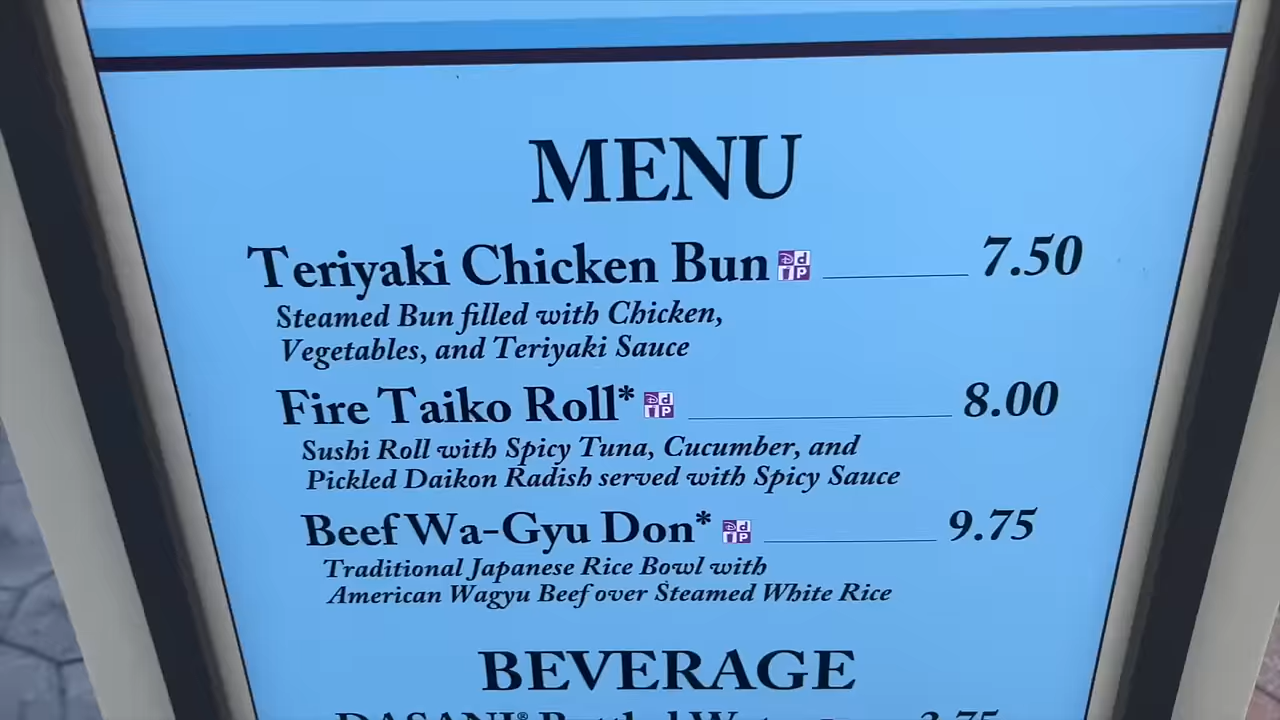 MENU
Teriyaki Chicken Bun 7.50
Steamed Bun filled with Chicken,
Vegetables, and Teriyaki Sauce
Fire Taiko Roll* 8.00
Sushi Roll with Spicy Tuna, Cucumber, and
Pickled Daikon Radish served with Spicy Sauce
Beef Wa-Gyu Don* 9.75
Traditional Japanese Rice Bowl with
American Wagyu Beef over Steamed White Rice
BEVERAGE
DASANI® Bottled Water 3.75